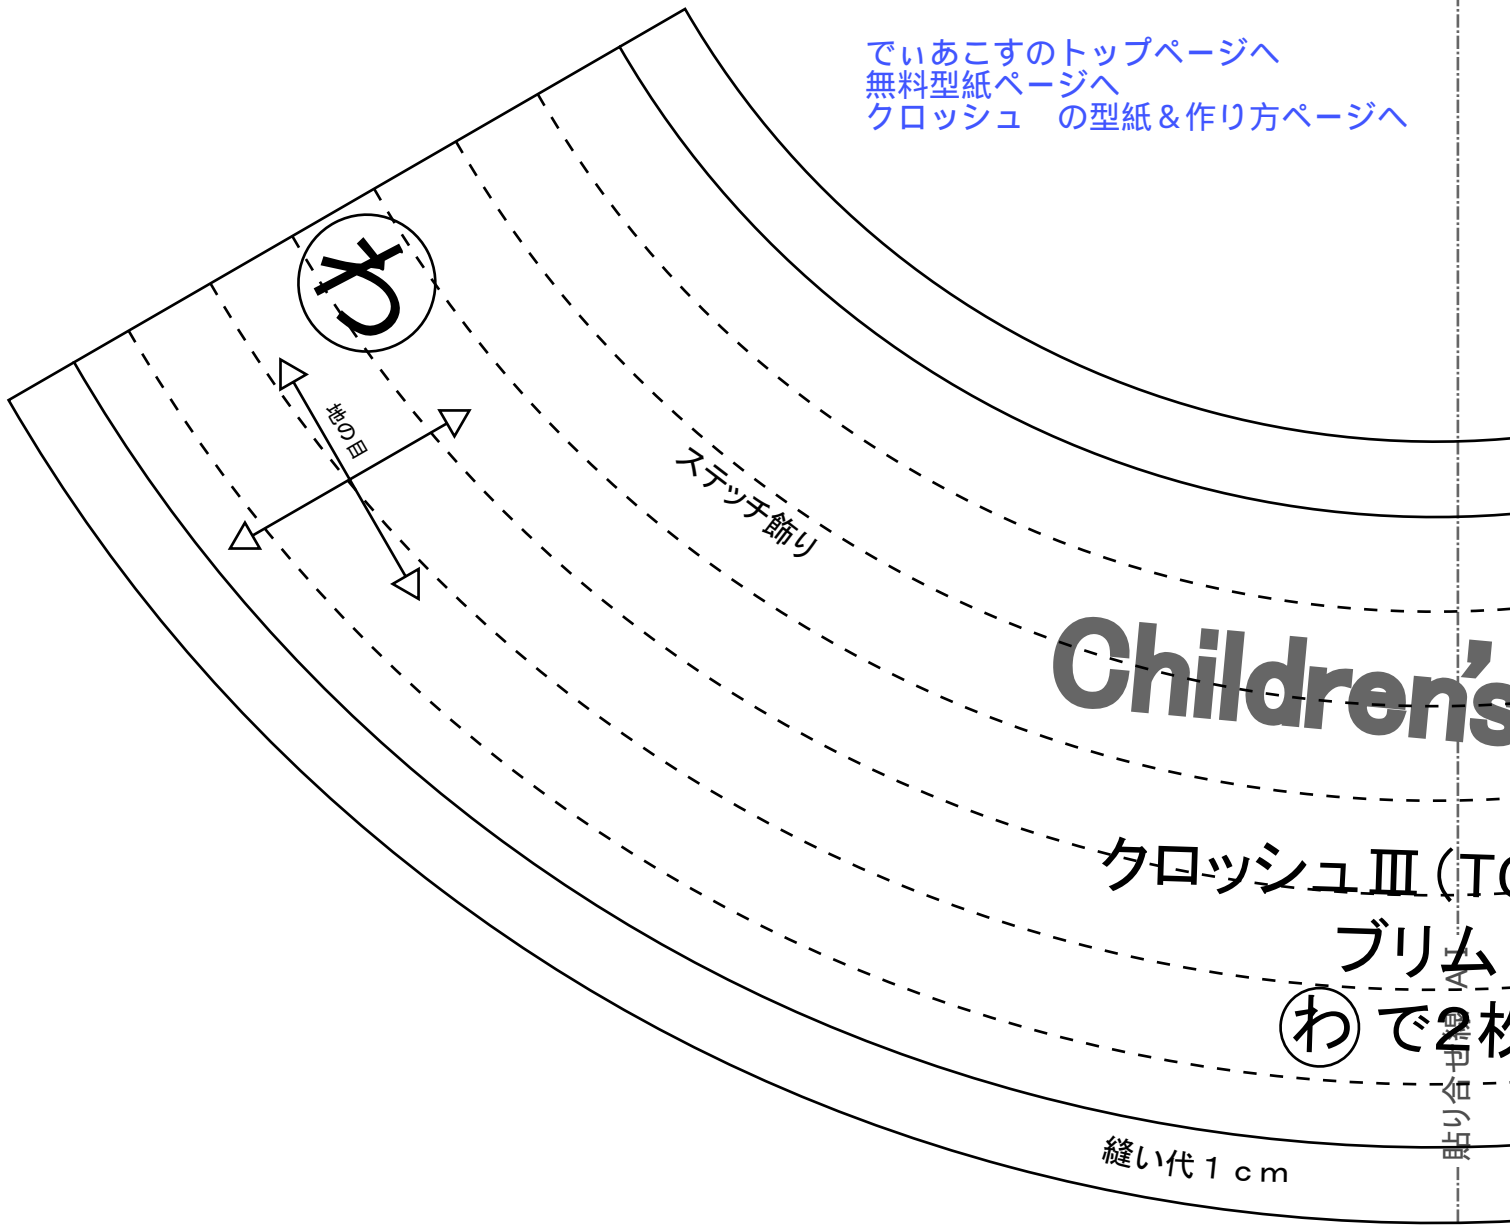 でぃあこすのトップページへ
無料型紙ページへ
クロッシュ　の型紙＆作り方ページへ
わ
地の目
ステッチ飾り
Children's
クロッシュⅢ（T
ブリム
わ で2枚
縫い代１ｃｍ
貼り合せ線 AI